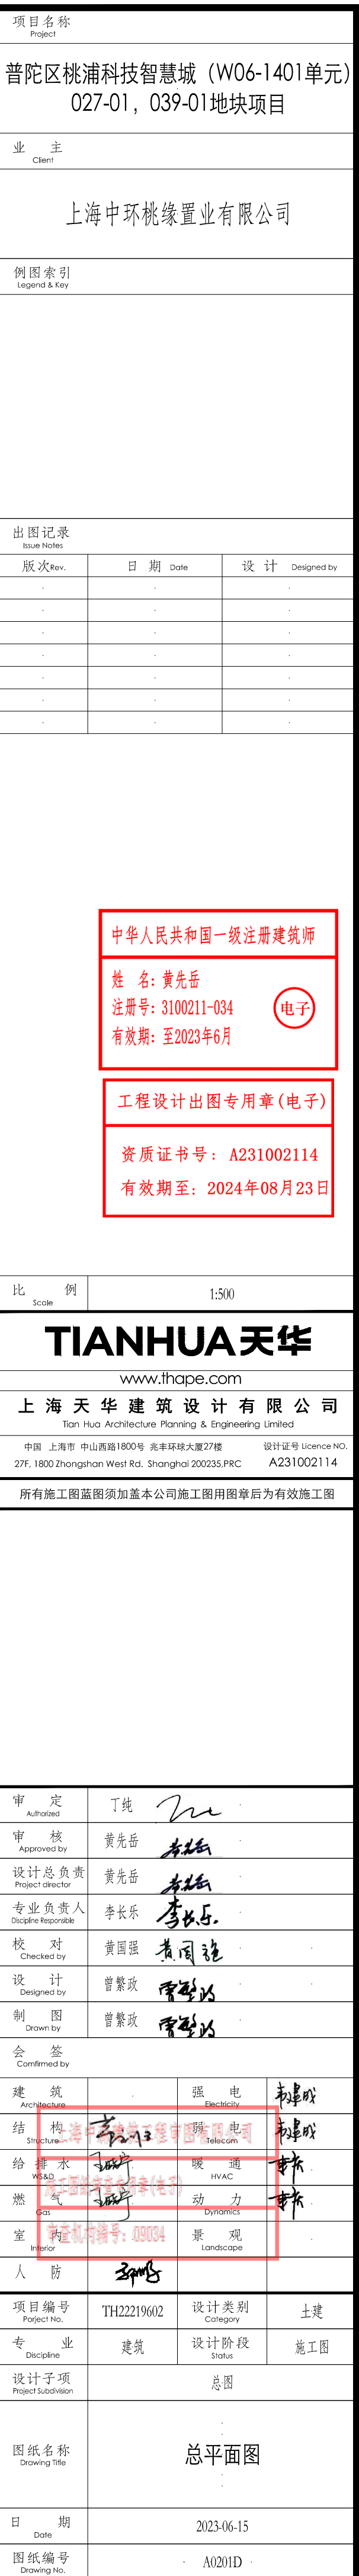 项目名称
Project
普陀区桃浦科技智慧城（W06-1401单元）
027-01，039-01地块项目
业 主
Client
上海中环桃缘置业有限公司
例图索引
Legend & Key
出图记录
Issue Notes
版次Rev. 日 期 Date 设 计 Designed by
中华人民共和国一级注册建筑师
姓 名：黄先岳
注册号：3100211-034
电子
有效期：至2023年6月
工程设计出图专用章(电子)
资质证书号：A231002114
有效期至：2024年08月23日
比 例 1:500
Scale
TIANHUA天华
www.thape.com
上海天华建筑设计有限公司
Tian Hua Architecture Planning & Engineering Limited
中国 上海市 中山西路1800号 兆丰环球大厦27楼 设计证号 Licence NO.
27F, 1800 Zhongshan West Rd. Shanghai 200235,PRC A231002114
所有施工图蓝图须加盖本公司施工图用图章后为有效施工图
审 定 丁纯
Authorized
审 核 黄先岳
Approved by
设计总负责 黄先岳
Project director
专业负责人 李长乐 李长乐
Discipline Responsible
校 对 黄国强 黄国强
Checked by
设 计 曾繁政 曾繁政
Designed by
制 图 曾繁政 曾繁政
Drawn by
会 签
Comfirmed by
建 筑 强 电
Architecture Electricity
结 构 弱 电
Structure Telecom
给 排 水 暖 通
WS&D HVAC
燃 气 动 力
Gas Dynamics
室 内 景 观
Interior Landscape
审查机构编号：09034
人 防
项目编号 TH22219602 设计类别 土建
Porject No. Category
专 业 建筑 设计阶段 施工图
Discipline Status
设计子项 总图
Project Subdivision
图纸名称 总平面图
Drawing Title
日 期 2023-06-15
Date
图纸编号 A0201D
Drawing No.